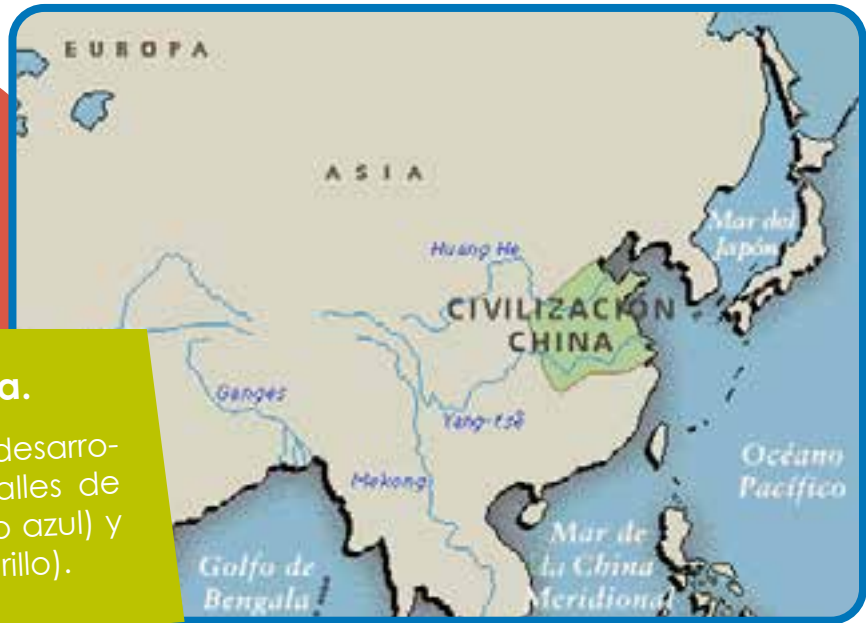 EUROPA
ASIA
Mar del
Japón
Huang He
CIVILIZACIÓN
CHINA
Ganges
Yang-tsê
Mekong
Océano
Pacífico
Golfo de
Bengala
Mar de
La China
Meridional
a.
desarro-
alles de
o azul) y
rillo).